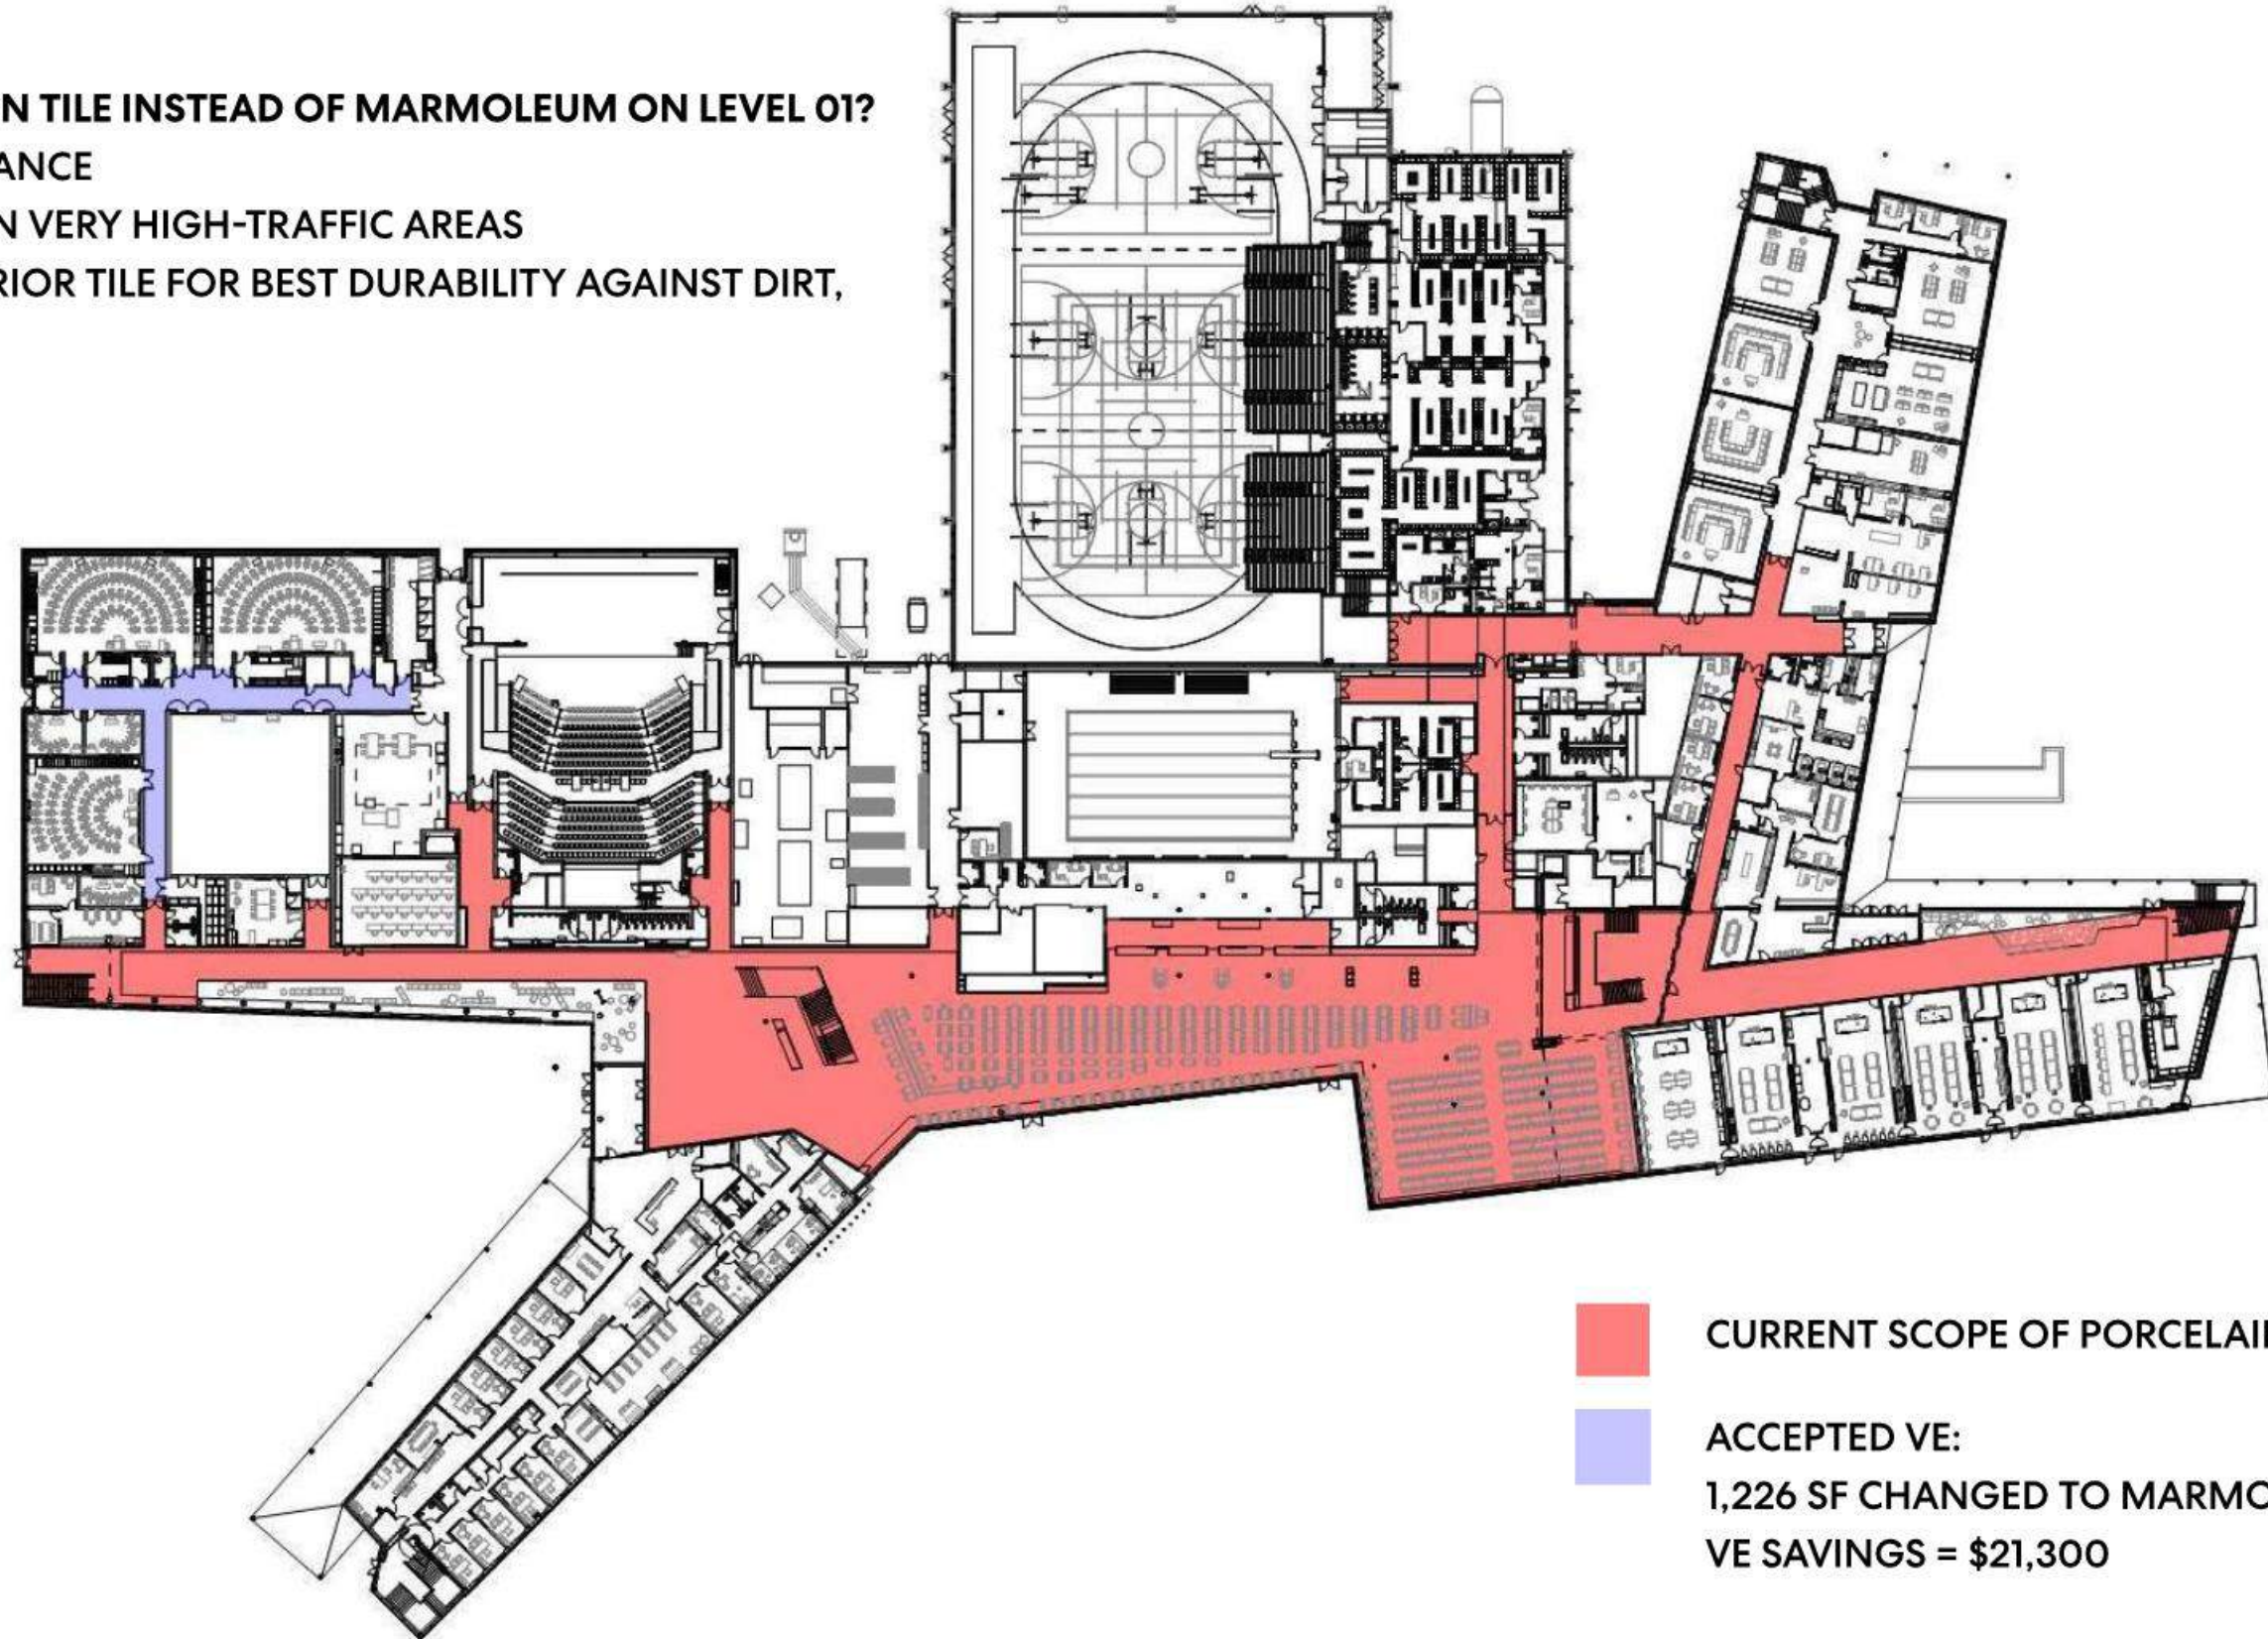 N TILE INSTEAD OF MARMOLEUM ON LEVEL 01?
ANCE
N VERY HIGH-TRAFFIC AREAS
RIOR TILE FOR BEST DURABILITY AGAINST DIRT,
CURRENT SCOPE OF PORCELAI
ACCEPTED VE:
1,226 SF CHANGED TO MARMO
VE SAVINGS = $21,300